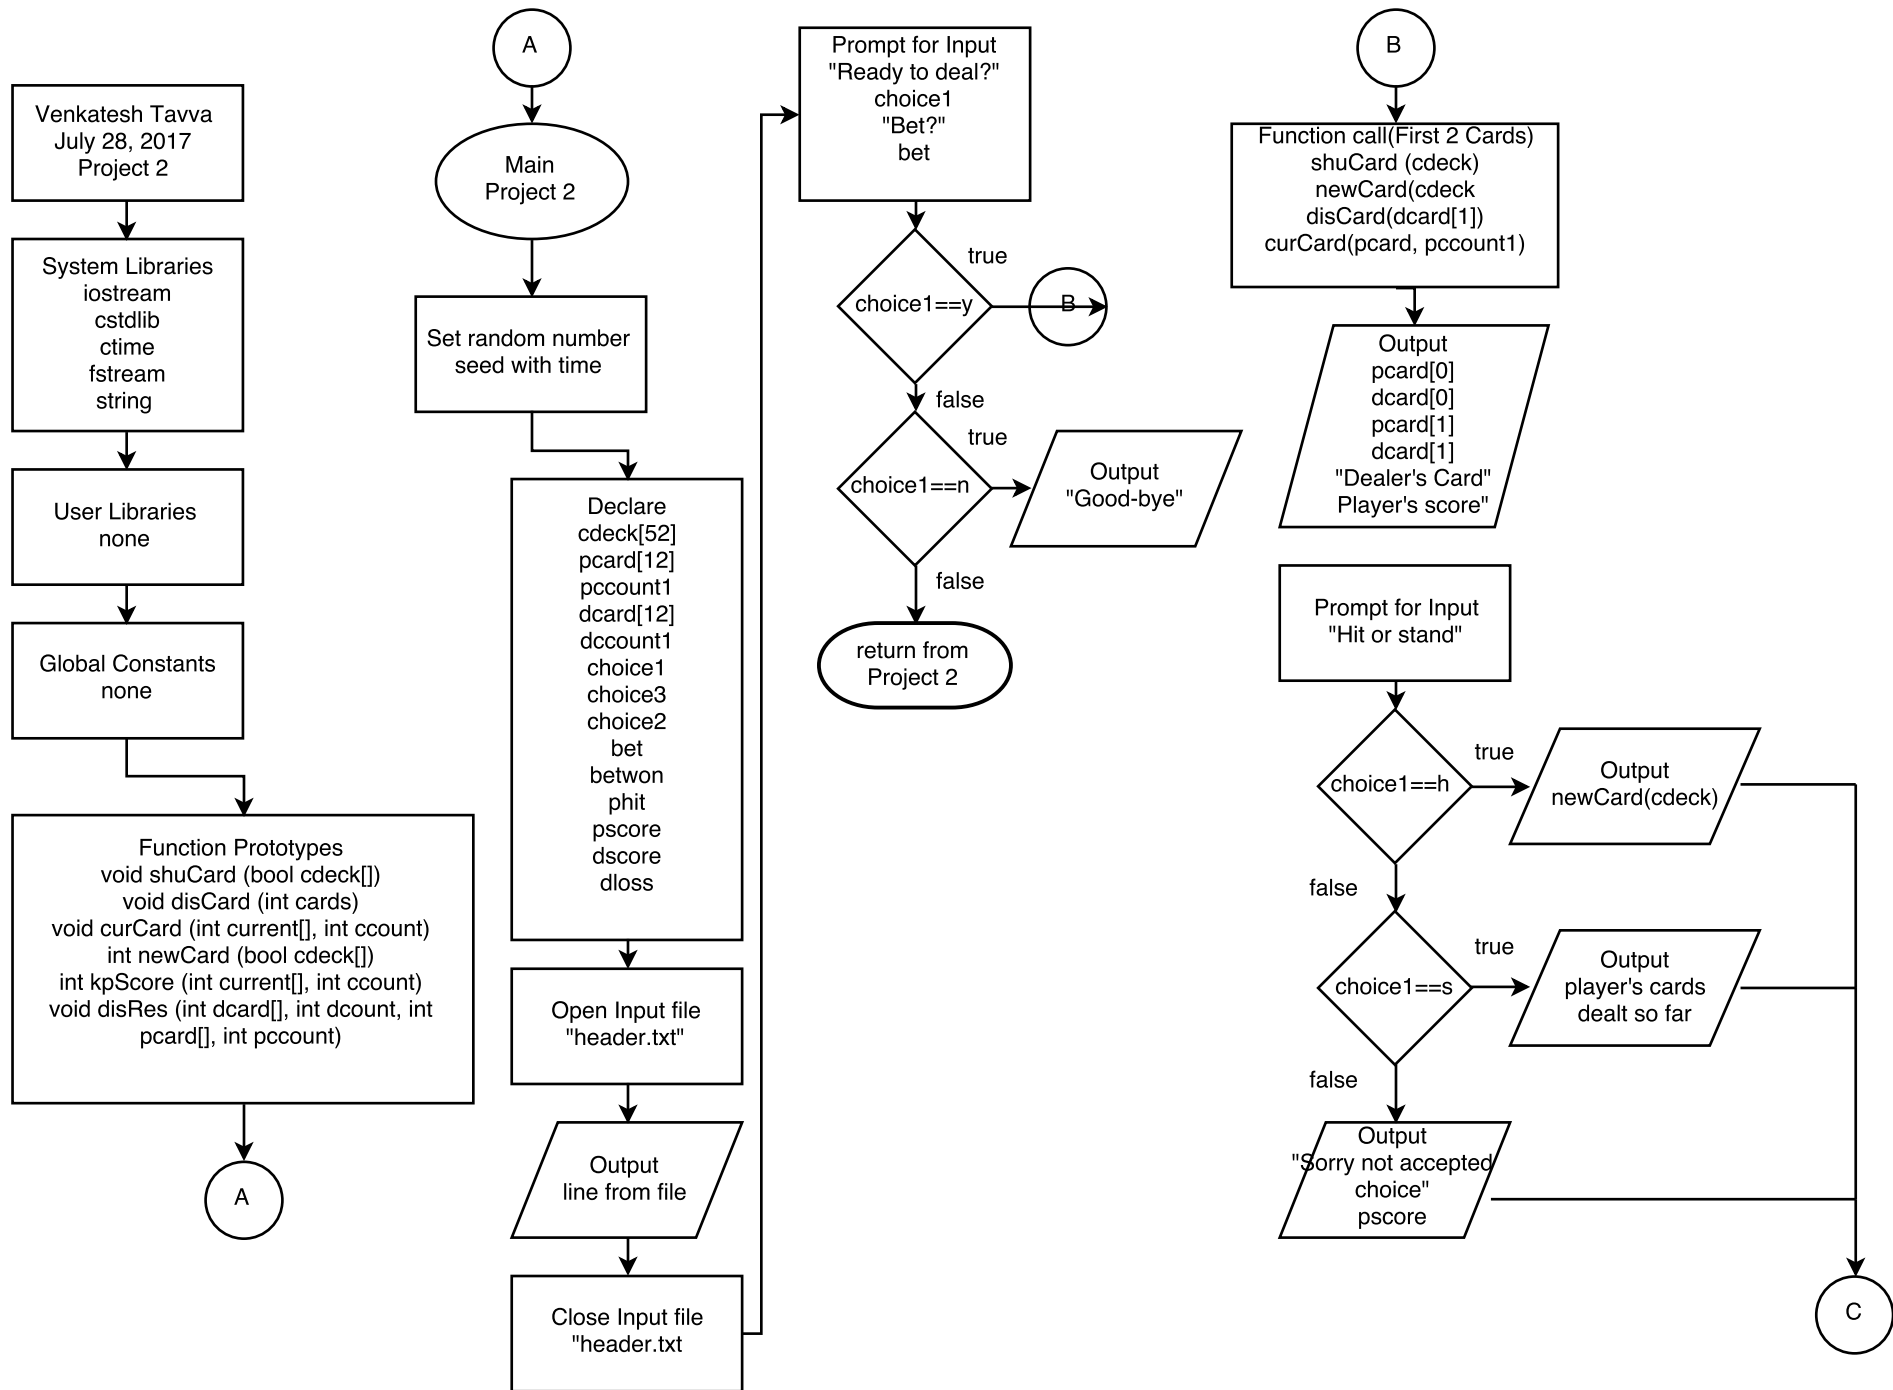 Venkatesh Tavva
July 28, 2017
Project 2
System Libraries
iostream
cstdlib
ctime
fstream
string
User Libraries
none
Global Constants
none
Function Prototypes
void shuCard (bool cdeck[])
void disCard (int cards)
void curCard (int current[], int ccount)
int newCard (bool cdeck[])
int kpScore (int current[], int ccount)
void disRes (int dcard[], int dcount, int
pcard[], int pccount)
A
A
Main
Project 2
Set random number
seed with time
Declare
cdeck[52]
pcard[12]
pccount1
dcard[12]
dccount1
choice1
choice3
choice2
bet
betwon
phit
pscore
dscore
dloss
Open Input file
"header.txt"
Output
line from file
Close Input file
"header.txt
Prompt for Input
"Ready to deal?"
choice1
"Bet?"
bet
choice1==y
true
B
false
choice1==n
true
Output
"Good-bye"
false
return from
Project 2
B
Function call(First 2 Cards)
shuCard (cdeck)
newCard(cdeck
disCard(dcard[1])
curCard(pcard, pccount1)
Output
pcard[0]
dcard[0]
pcard[1]
dcard[1]
"Dealer's Card"
Player's score"
Prompt for Input
"Hit or stand"
choice1==h
true
Output
newCard(cdeck)
false
choice1==s
true
Output
player's cards
dealt so far
false
Output
"Sorry not accepted
choice"
pscore
C